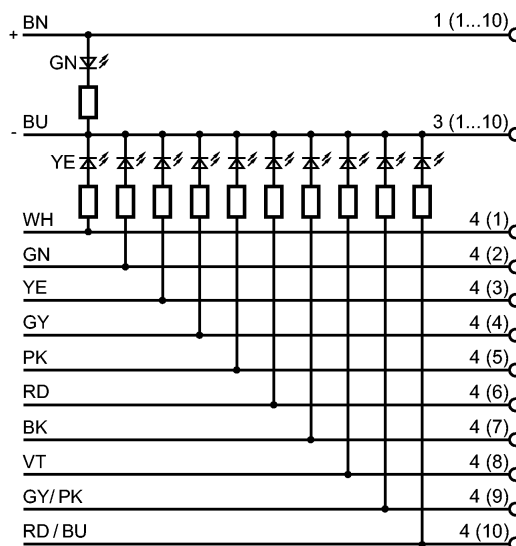 BN 1 (1...10)
+
GN
BU 3 (1...10)
-
YE
WH 4 (1)
GN 4 (2)
YE 4 (3)
GY 4 (4)
PK 4 (5)
RD 4 (6)
BK 4 (7)
VT 4 (8)
GY/PK 4 (9)
RD/BU 4 (10)